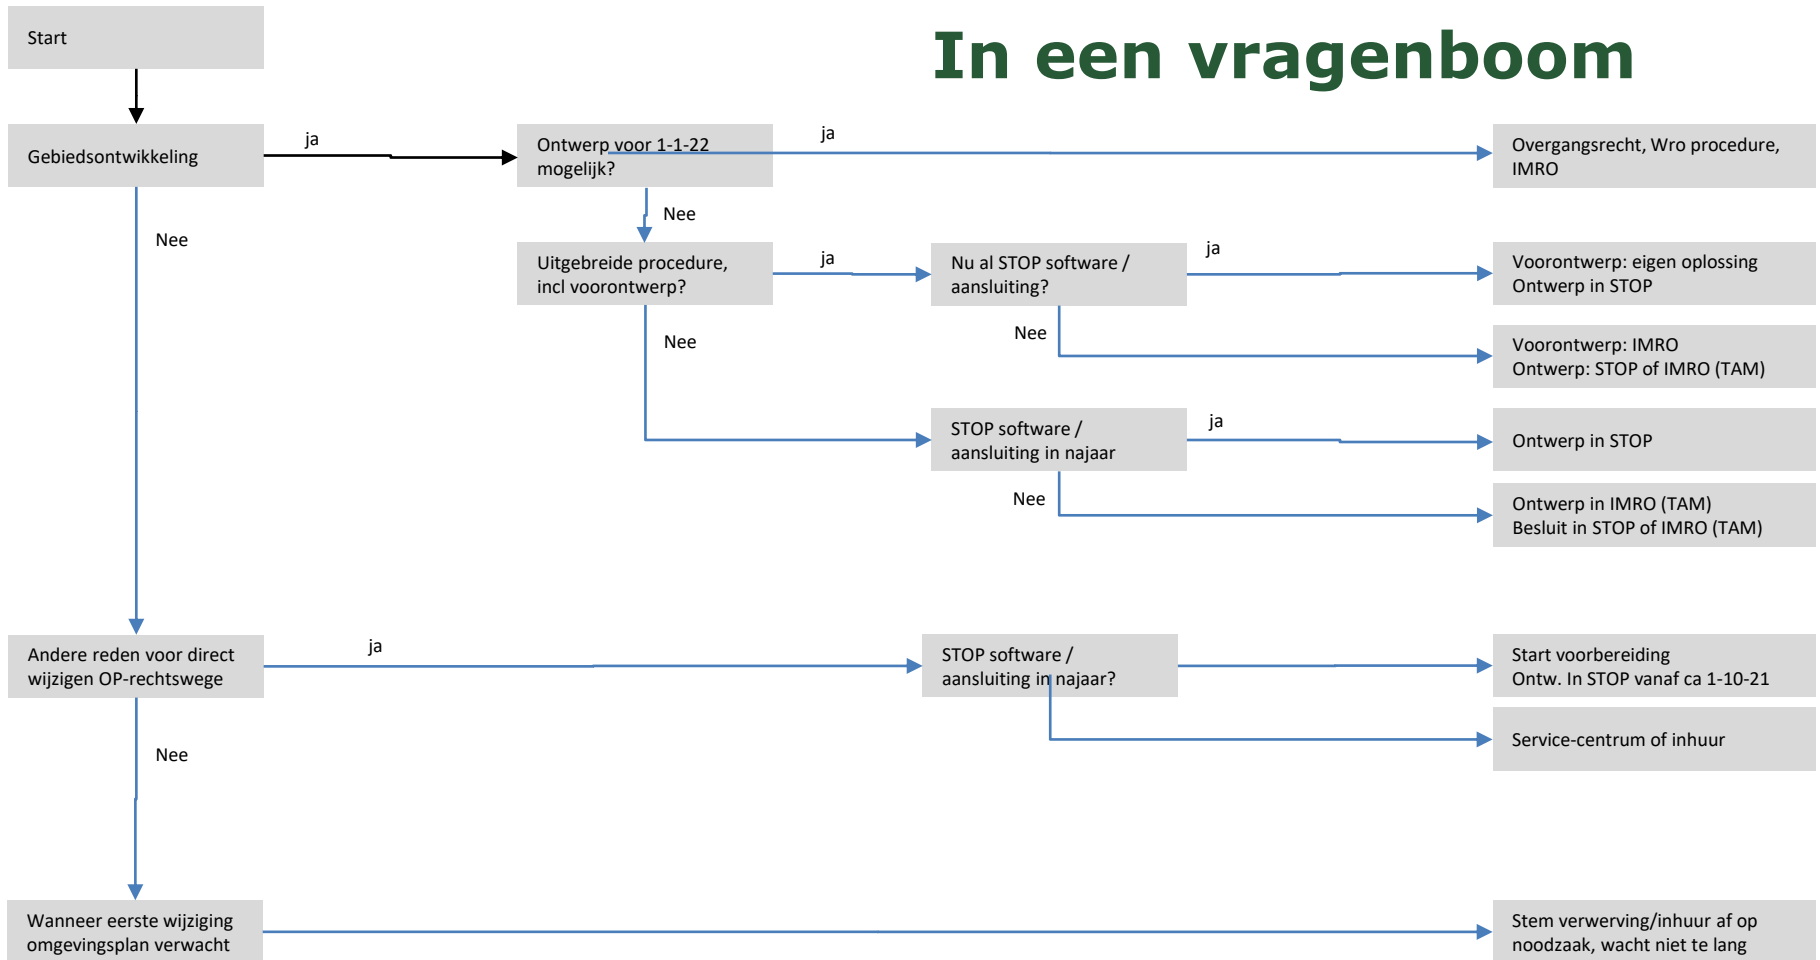 In een vragenboom
Start
Gebiedsontwikkeling
ja
Ontwerp voor 1-1-22
mogelijk?
ja
Overgangsrecht, Wro procedure,
IMRO
Nee
Nee
Uitgebreide procedure,
incl voorontwerp?
ja
Nu al STOP software /
aansluiting?
ja
Voorontwerp: eigen oplossing
Ontwerp in STOP
Nee
Nee
Voorontwerp: IMRO
Ontwerp: STOP of IMRO (TAM)
STOP software /
aansluiting in najaar
ja
Ontwerp in STOP
Nee
Ontwerp in IMRO (TAM)
Besluit in STOP of IMRO (TAM)
Andere reden voor direct
wijzigen OP-rechtswege
ja
STOP software /
aansluiting in najaar?
Start voorbereiding
Ontw. In STOP vanaf ca 1-10-21
Service-centrum of inhuur
Nee
Wanneer eerste wijziging
omgevingsplan verwacht
Stem verwerving/inhuur af op
noodzaak, wacht niet te lang